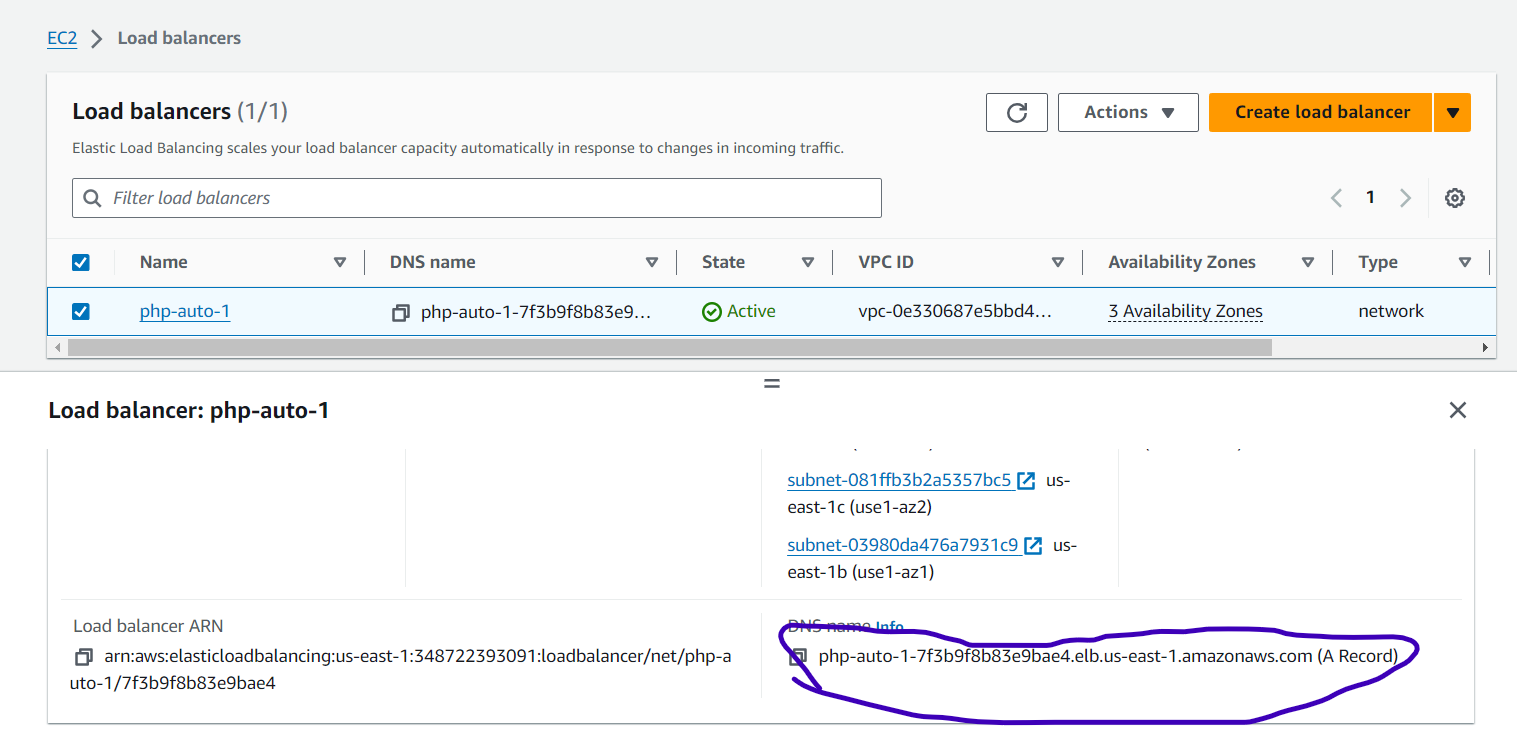 EC2 > Load balancers
Load balancers (1/1)
Actions
Create load balancer
Elastic Load Balancing scales your load balancer capacity automatically in response to changes in incoming traffic.
Filter load balancers
1
Name DNS name State VPC ID Availability Zones Type
php-auto-1 php-auto-1-7f3b9f8b83e9... Active vpc-0e330687e5bbd4... 3 Availability Zones network
Load balancer: php-auto-1
subnet-081ffb3b2a5357bc5 us-
east-1c (use1-az2)
subnet-03980da476a7931c9 us-
east-1b (use1-az1)
Load balancer ARN
arn:aws:elasticloadbalancing:us-east-1:348722393091:loadbalancer/net/php-a
uto-1/7f3b9f8b83e9bae4
DNS name Info
php-auto-1-7f3b9f8b83e9bae4.elb.us-east-1.amazonaws.com (A Record)